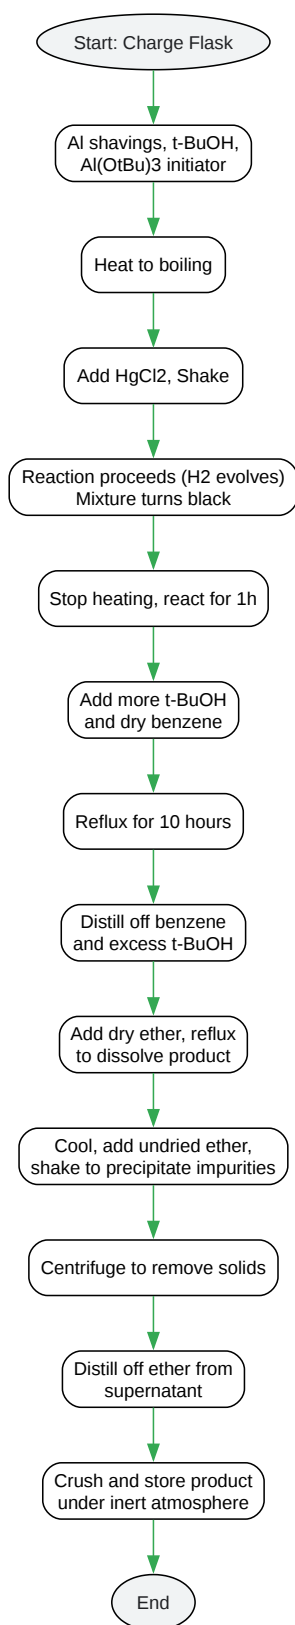 Start: Charge Flask
Al shavings, t-BuOH,
Al(OtBu)3 initiator
Heat to boiling
Add HgCl2, Shake
Reaction proceeds (H2 evolves)
Mixture turns black
Stop heating, react for 1h
Add more t-BuOH
and dry benzene
Reflux for 10 hours
Distill off benzene
and excess t-BuOH
Add dry ether, reflux
to dissolve product
Cool, add undried ether,
shake to precipitate impurities
Centrifuge to remove solids
Distill off ether from
supernatant
Crush and store product
under inert atmosphere
End